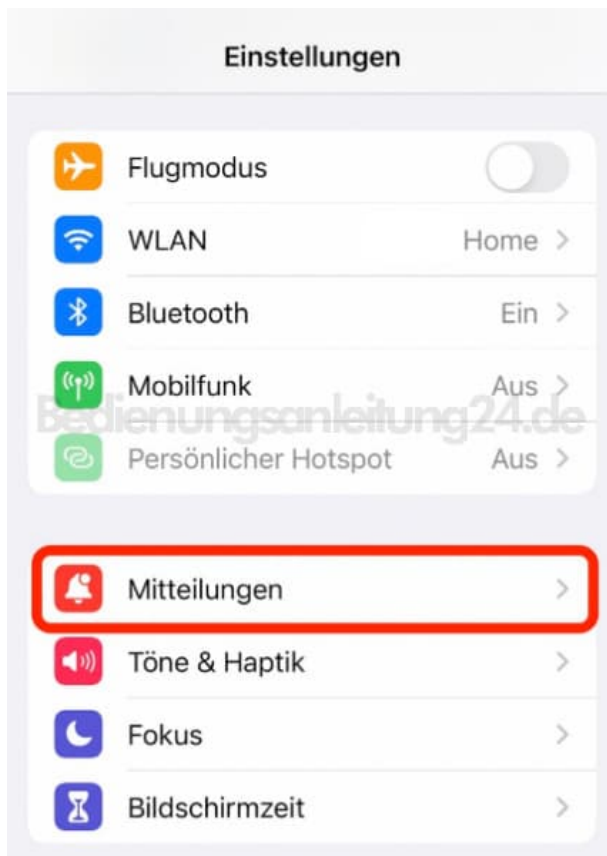 Einstellungen
Flugmodus
WLAN Home
Bluetooth Ein
Mobilfunk Aus
Bedienungsanleitung24.de
Persönlicher Hotspot Aus
Mitteilungen
Töne & Haptik
Fokus
Bildschirmzeit